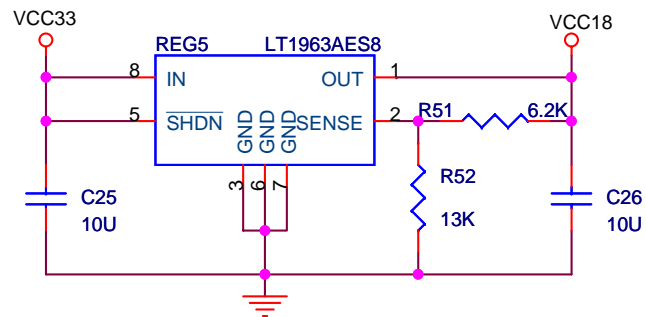 VCC33
VCC18
REG5 LT1963AES8
8 IN OUT 1
5 SHDN GND GND GND SENSE 2 R51 6.2K
3 6 7
R52
13K
C25
10U
C26
10U